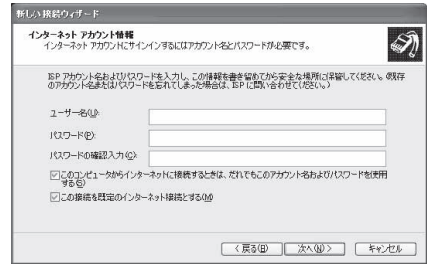 新しい接続ウィザード
インターネット アカウント情報
インターネット アカウントにサインインするにはアカウント名とパスワードが必要です。
ISP アカウント名およびパスワードを入力し、この情報を書き留めてから安全な場所に保管してください。(既存
のアカウント名またはパスワードを忘れてしまった場合は、ISP に問い合わせてください。)
ユーザー名(U):
パスワード(P):
パスワードの確認入力(C):
このコンピュータからインターネットに接続するときは、だれでもこのアカウント名およびパスワードを使用
する(S)
この接続を既定のインターネット接続とする(M)
< 戻る(B)
次へ(N) >
キャンセル